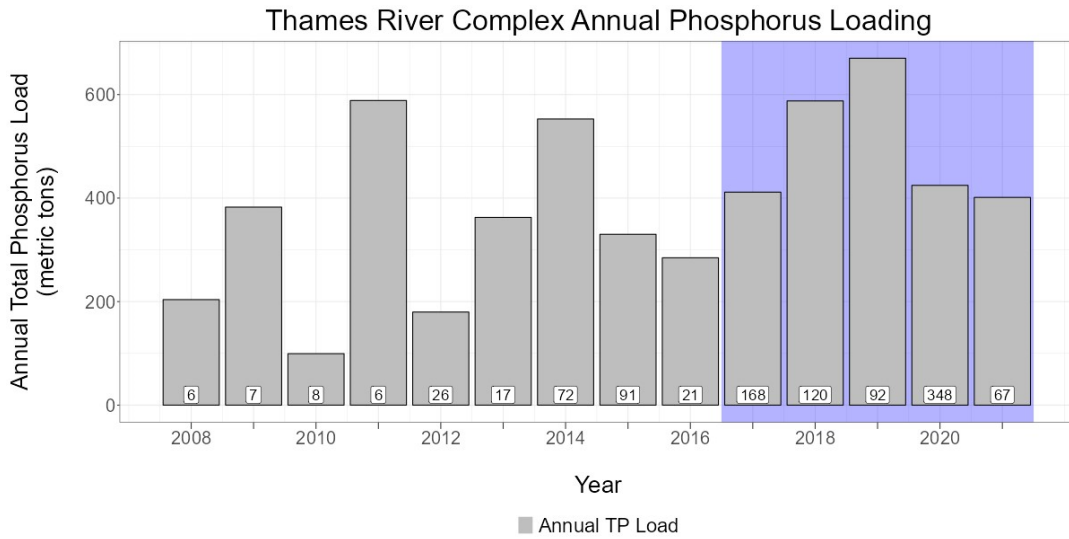 Thames River Complex Annual Phosphorus Loading
Annual Total Phosphorus Load
(metric tons)
600
400
200
0
6 7 8 6 26 17 72 91 21 168 120 92 348 67
2008 2010 2012 2014 2016 2018 2020
Year
Annual TP Load